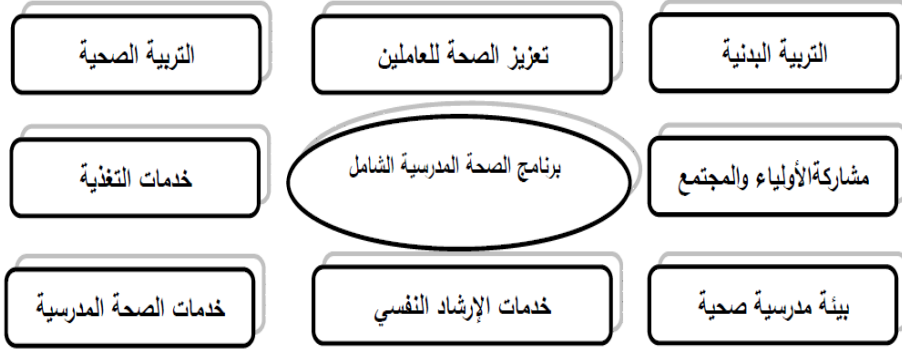 التربية البدنية
تعزيز الصحة للعاملين
التربية الصحية
مشاركةالأولياء والمجتمع
برنامج الصحة المدرسية الشامل
خدمات التغذية
بيئة مدرسية صحية
خدمات الإرشاد النفسي
خدمات الصحة المدرسية